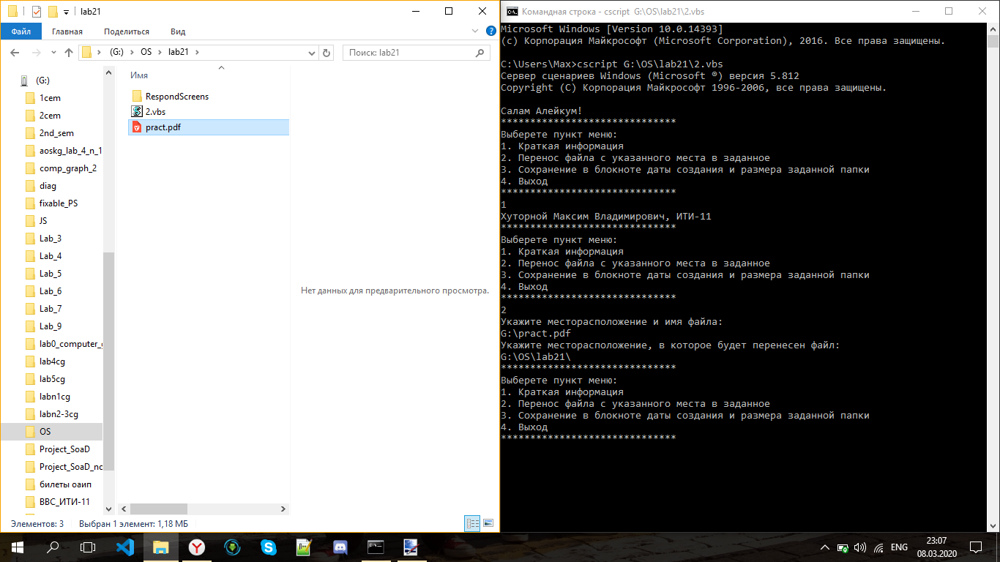 lab21
Файл
Главная
Поделиться
Вид
(G:) > OS > lab21 >
Поиск: lab21
(G:)
1сем
2сем
2nd_sem
aoskg_lab_4_n_1
comp_graph_2
diag
fixable_PS
JS
Lab_3
Lab_4
Lab_5
Lab_6
Lab_7
Lab_9
lab0_computer_
lab4cg
lab5cg
labn1cg
labn2-3cg
OS
Project_SoaD
Project_SoaD_nc
билеты оаип
ВВС_ИТИ-11
Имя
RespondScreens
2.vbs
pract.pdf
Нет данных для предварительного просмотра.
Элементов: 3
Выбран 1 элемент: 1,18 МБ
Командная строка - cscript G:\OS\lab21\2.vbs
Microsoft Windows [Version 10.0.14393]
(c) Корпорация Майкрософт (Microsoft Corporation), 2016. Все права защищены.
C:\Users\Max>cscript G:\OS\lab21\2.vbs
Сервер сценариев Windows (Microsoft ®) версия 5.812
Copyright (C) Корпорация Майкрософт 1996-2006, все права защищены.
Салам Алейкум!
******************************
Выберете пункт меню:
1. Краткая информация
2. Перенос файла с указанного места в заданное
3. Сохранение в блокноте даты создания и размера заданной папки
4. Выход
******************************
1
Хуторной Максим Владимирович, ИТИ-11
******************************
Выберете пункт меню:
1. Краткая информация
2. Перенос файла с указанного места в заданное
3. Сохранение в блокноте даты создания и размера заданной папки
4. Выход
******************************
2
Укажите месторасположение и имя файла:
G:\pract.pdf
Укажите месторасположение, в которое будет перенесен файл:
G:\OS\lab21\
******************************
Выберете пункт меню:
1. Краткая информация
2. Перенос файла с указанного места в заданное
3. Сохранение в блокноте даты создания и размера заданной папки
4. Выход
******************************
ENG
23:07
08.03.2020